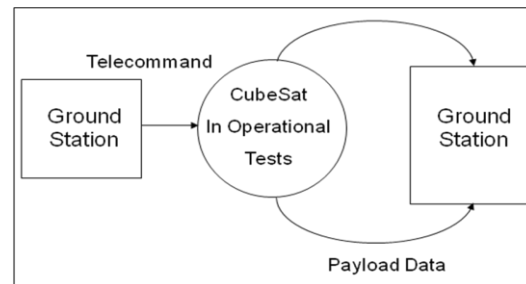 Telecommand
Ground
Station
CubeSat
In Operational
Tests
Ground
Station
Payload Data